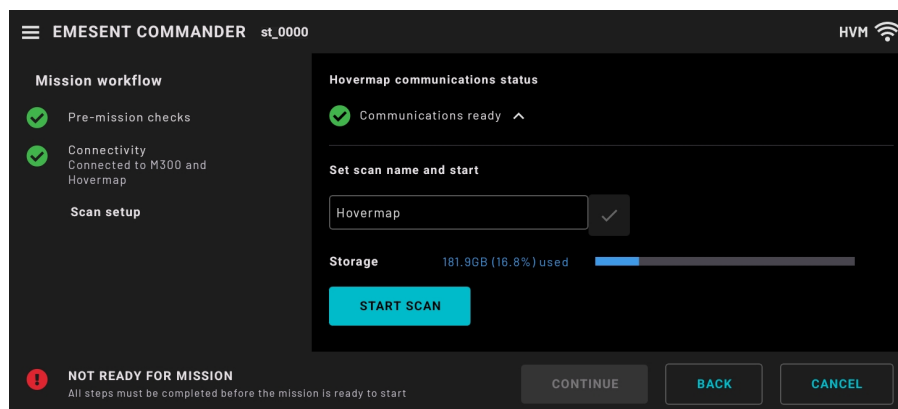 EMESENT COMMANDER st_0000 HVM
Mission workflow
Pre-mission checks
Connectivity
Connected to M300 and
Hovermap
Scan setup
Hovermap communications status
Communications ready
Set scan name and start
Hovermap
Storage 181.9GB (16.8%) used
START SCAN
NOT READY FOR MISSION
All steps must be completed before the mission is ready to start
CONTINUE BACK CANCEL